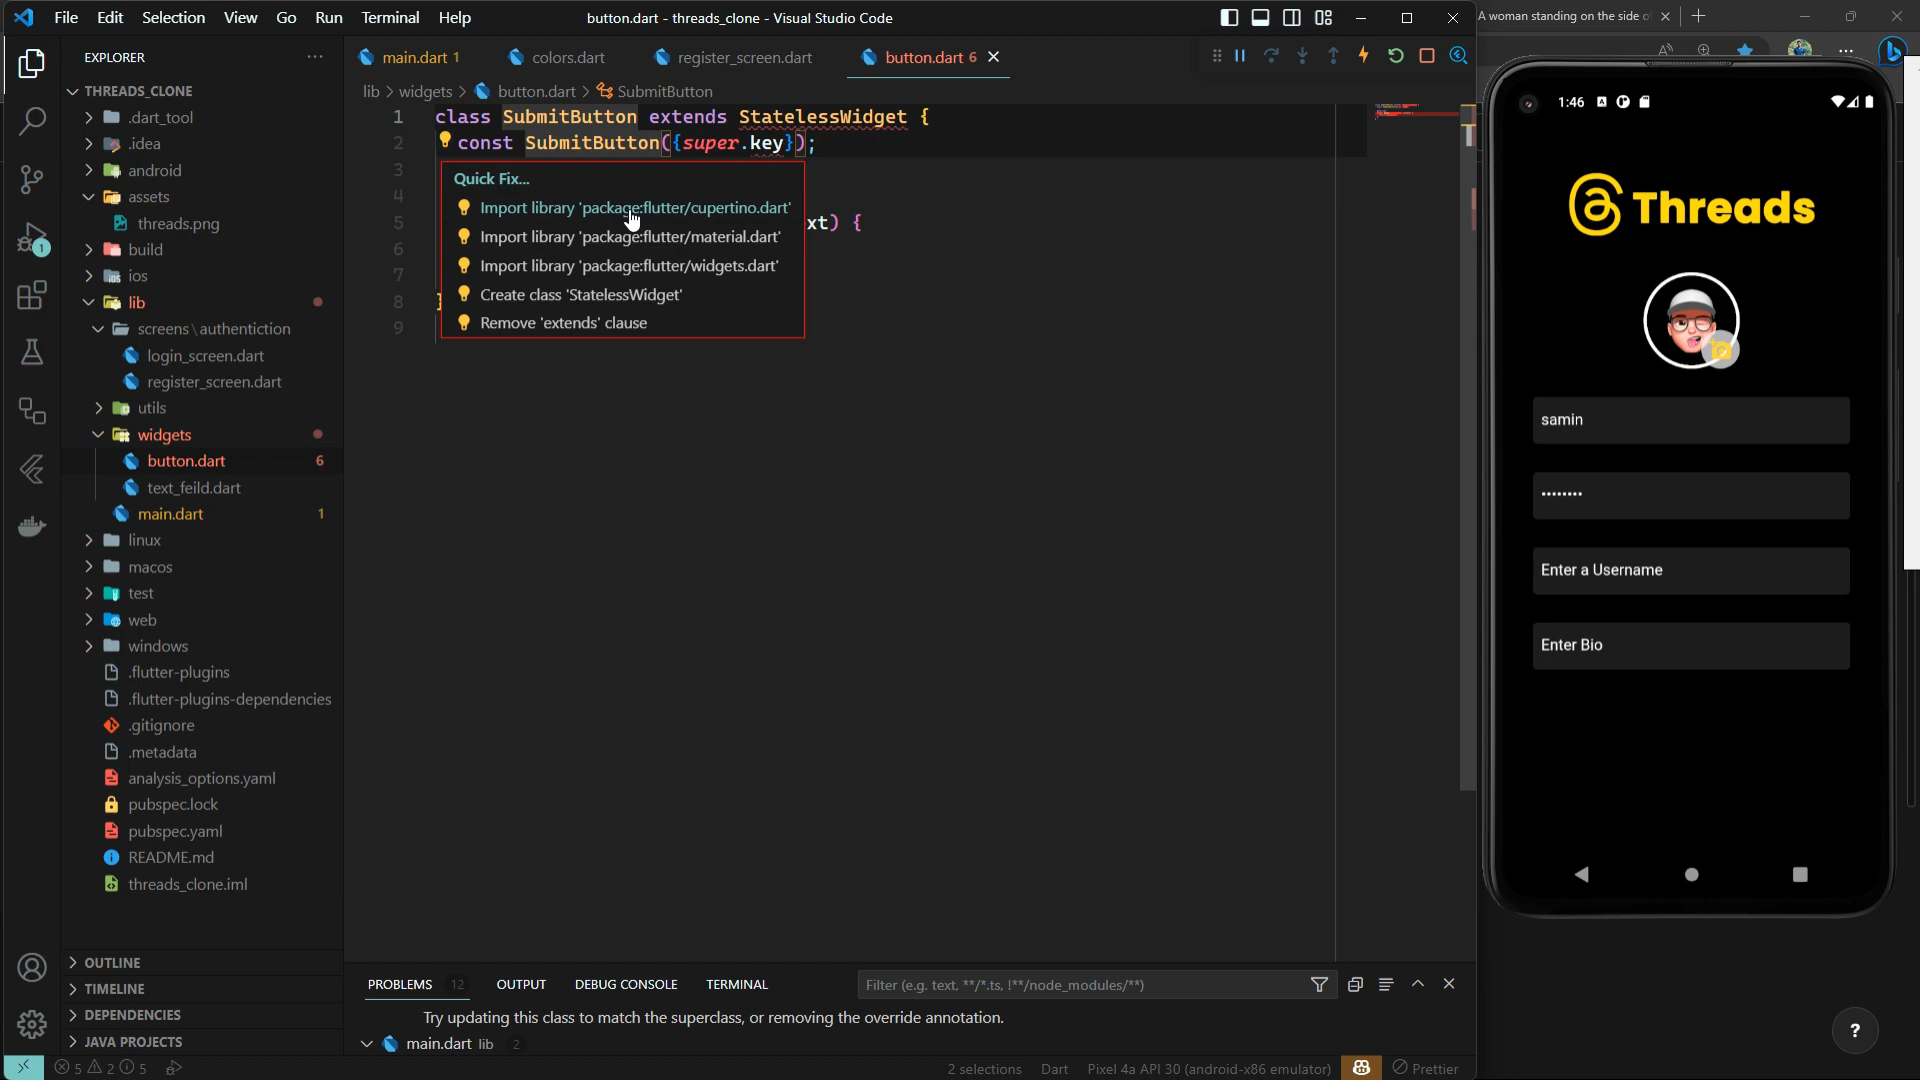 File Edit Selection View Go Run Terminal Help
button.dart - threads_clone - Visual Studio Code
A woman standing on the side o
EXPLORER
main.dart 1
colors.dart
register_screen.dart
button.dart 6
lib > widgets > button.dart > SubmitButton
THREADS_CLONE
.dart_tool
.idea
android
assets
threads.png
build
ios
lib
screens\authentiction
login_screen.dart
register_screen.dart
utils
widgets
button.dart 6
text_feild.dart
main.dart 1
linux
macos
test
web
windows
.flutter-plugins
.flutter-plugins-dependencies
.gitignore
.metadata
analysis_options.yaml
pubspec.lock
pubspec.yaml
README.md
threads_clone.iml
OUTLINE
TIMELINE
DEPENDENCIES
JAVA PROJECTS
1 class SubmitButton extends StatelessWidget {
2 const SubmitButton({super.key});
3
4
5 xt) {
6
7
8 }
9
Quick Fix...
Import library 'package:flutter/cupertino.dart'
Import library 'package:flutter/material.dart'
Import library 'package:flutter/widgets.dart'
Create class 'StatelessWidget'
Remove 'extends' clause
PROBLEMS 12 OUTPUT DEBUG CONSOLE TERMINAL
Filter (e.g. text, **/*.ts, !**/node_modules/**)
Try updating this class to match the superclass, or removing the override annotation.
main.dart lib 2
5 2 5
2 selections Dart Pixel 4a API 30 (android-x86 emulator) Prettier
1:46
Threads
samin
••••••••
Enter a Username
Enter Bio
?